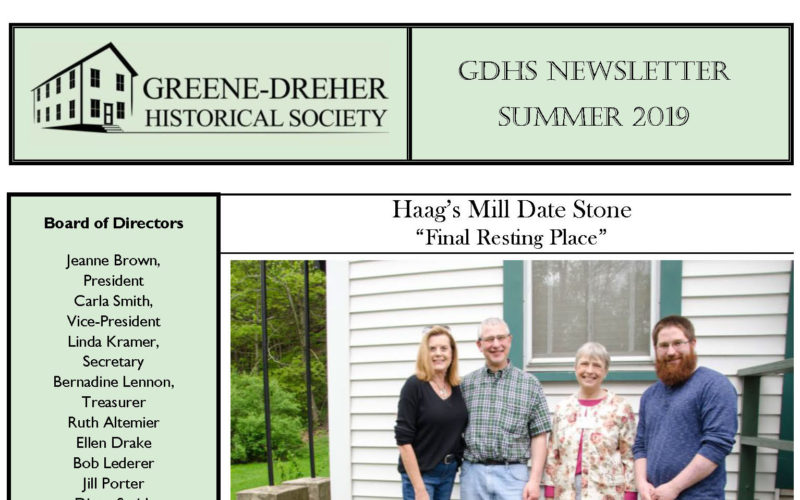 GREENE-DREHER
HISTORICAL SOCIETY
GDHS NEWSLETTER
SUMMER 2019
Board of Directors
Jeanne Brown,
President
Carla Smith,
Vice-President
Linda Kramer,
Secretary
Bernadine Lennon,
Treasurer
Ruth Altemier
Ellen Drake
Bob Lederer
Jill Porter
Haag's Mill Date Stone
"Final Resting Place"